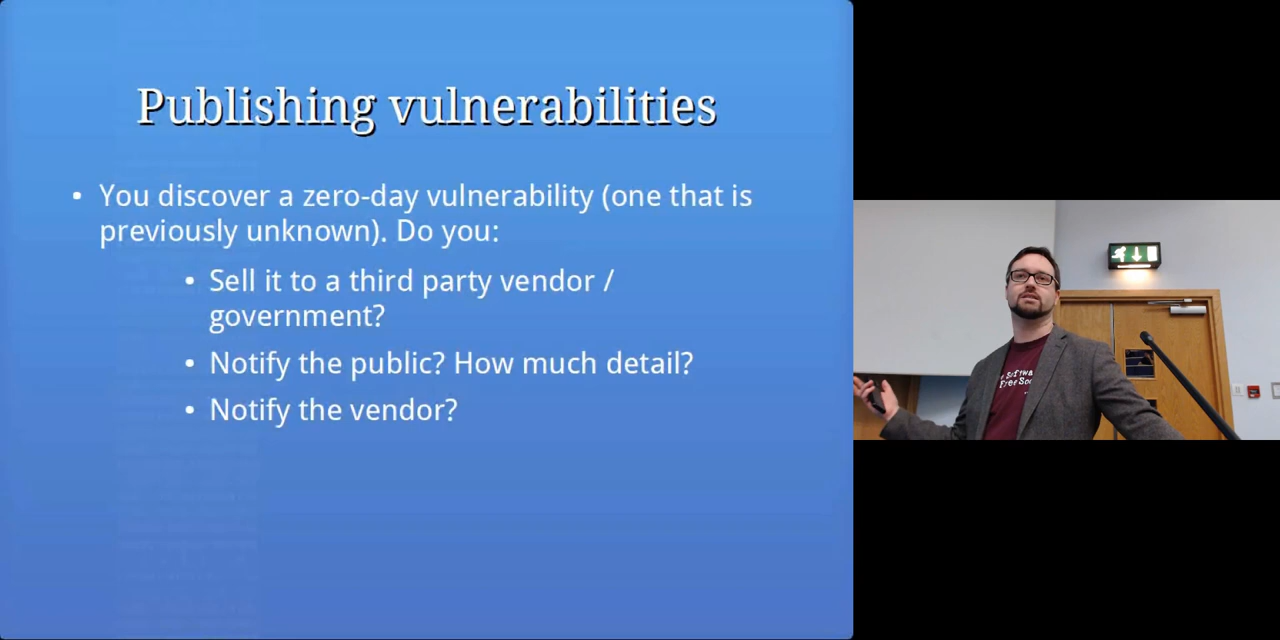 Publishing vulnerabilities
• You discover a zero-day vulnerability (one that is
previously unknown). Do you:
• Sell it to a third party vendor /
government?
• Notify the public? How much detail?
• Notify the vendor?